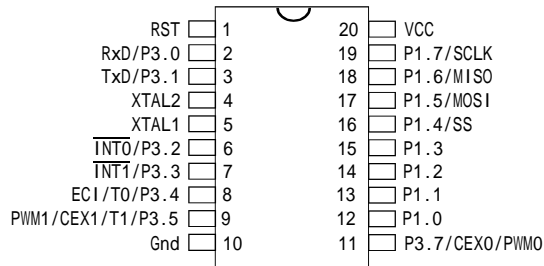 RST 1 20 VCC
RxD/P3.0 2 19 P1.7/SCLK
TxD/P3.1 3 18 P1.6/MISO
XTAL2 4 17 P1.5/MOSI
XTAL1 5 16 P1.4/SS
INT0/P3.2 6 15 P1.3
INT1/P3.3 7 14 P1.2
ECI/T0/P3.4 8 13 P1.1
PWM1/CEX1/T1/P3.5 9 12 P1.0
Gnd 10 11 P3.7/CEX0/PWM0